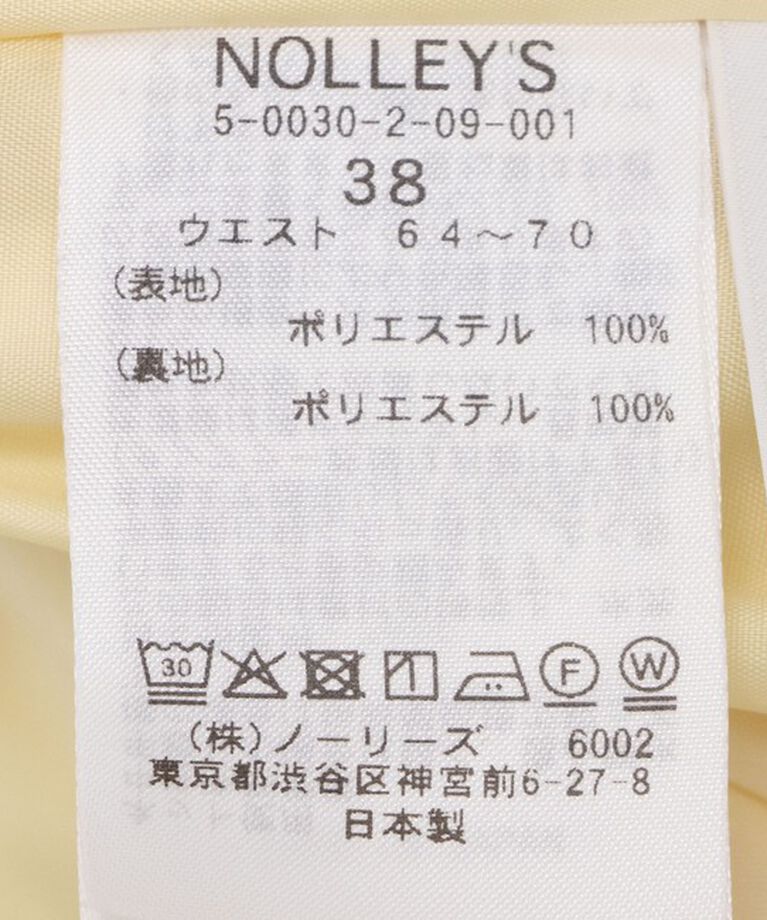 NOLLEY'S
5-0030-2-09-001
38
ウエスト 64～70
(表地)
ポリエステル 100%
(裏地)
ポリエステル 100%
30 F W
(株)ノーリーズ 6002
東京都渋谷区神宮前6-27-8
日本製